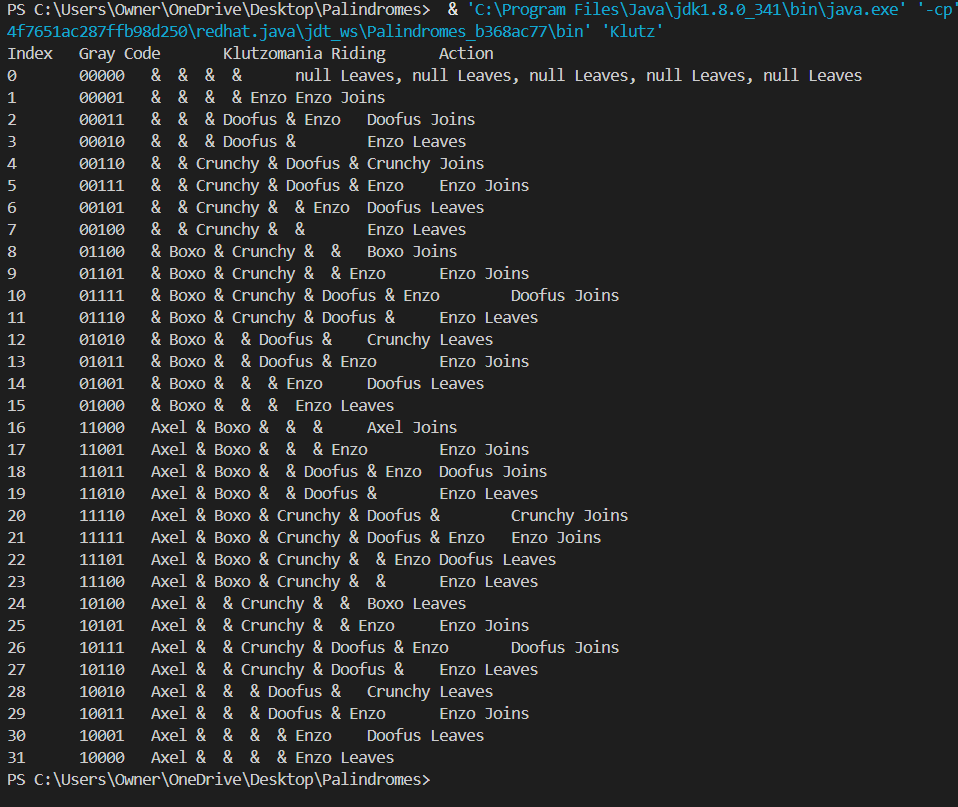 PS C:\Users\Owner\OneDrive\Desktop\Palindromes>  & 'C:\Program Files\Java\jdk1.8.0_341\bin\java.exe' '-cp'
4f7651ac287ffb98d250\redhat.java\jdt_ws\Palindromes_b368ac77\bin' 'Klutz'
Index   Gray Code       Klutzomania Riding      Action
0       00000   &  &  &  &      null Leaves, null Leaves, null Leaves, null Leaves, null Leaves
1       00001   &  &  &  & Enzo Enzo Joins
2       00011   &  &  & Doofus & Enzo   Doofus Joins
3       00010   &  &  & Doofus &        Enzo Leaves
4       00110   &  & Crunchy & Doofus & Crunchy Joins
5       00111   &  & Crunchy & Doofus & Enzo    Enzo Joins
6       00101   &  & Crunchy &  & Enzo  Doofus Leaves
7       00100   &  & Crunchy &  &       Enzo Leaves
8       01100   & Boxo & Crunchy &  &   Boxo Joins
9       01101   & Boxo & Crunchy &  & Enzo      Enzo Joins
10      01111   & Boxo & Crunchy & Doofus & Enzo        Doofus Joins
11      01110   & Boxo & Crunchy & Doofus &     Enzo Leaves
12      01010   & Boxo &  & Doofus &    Crunchy Leaves
13      01011   & Boxo &  & Doofus & Enzo       Enzo Joins
14      01001   & Boxo &  &  & Enzo     Doofus Leaves
15      01000   & Boxo &  &  &  Enzo Leaves
16      11000   Axel & Boxo &  &  &     Axel Joins
17      11001   Axel & Boxo &  &  & Enzo        Enzo Joins
18      11011   Axel & Boxo &  & Doofus & Enzo  Doofus Joins
19      11010   Axel & Boxo &  & Doofus &       Enzo Leaves
20      11110   Axel & Boxo & Crunchy & Doofus &        Crunchy Joins
21      11111   Axel & Boxo & Crunchy & Doofus & Enzo   Enzo Joins
22      11101   Axel & Boxo & Crunchy &  & Enzo Doofus Leaves
23      11100   Axel & Boxo & Crunchy &  &      Enzo Leaves
24      10100   Axel &  & Crunchy &  &  Boxo Leaves
25      10101   Axel &  & Crunchy &  & Enzo     Enzo Joins
26      10111   Axel &  & Crunchy & Doofus & Enzo       Doofus Joins
27      10110   Axel &  & Crunchy & Doofus &    Enzo Leaves
28      10010   Axel &  &  & Doofus &   Crunchy Leaves
29      10011   Axel &  &  & Doofus & Enzo      Enzo Joins
30      10001   Axel &  &  &  & Enzo    Doofus Leaves
31      10000   Axel &  &  &  & Enzo Leaves
PS C:\Users\Owner\OneDrive\Desktop\Palindromes>